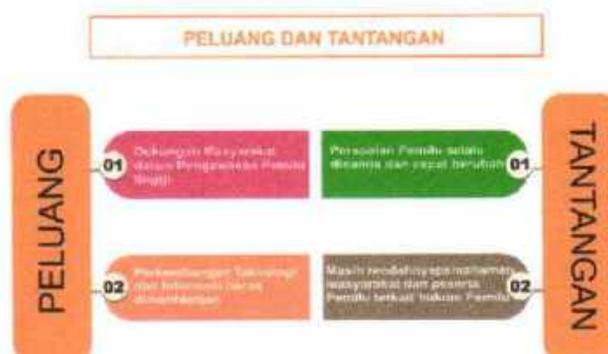 PELUANG DAN TANTANGAN
PELUANG
01
Dukungan Masyarakat
dalam Pengawasan Pemilu
tinggi
02
Perkembangan Teknologi
dan Informasi harus
dimanfaatkan
Persoalan Pemilu selalu
dinamis dan cepat berubah
01
Masih rendahnya pemahaman
masyarakat dan peserta
Pemilu terkait hukum Pemilu
02
TANTANGAN